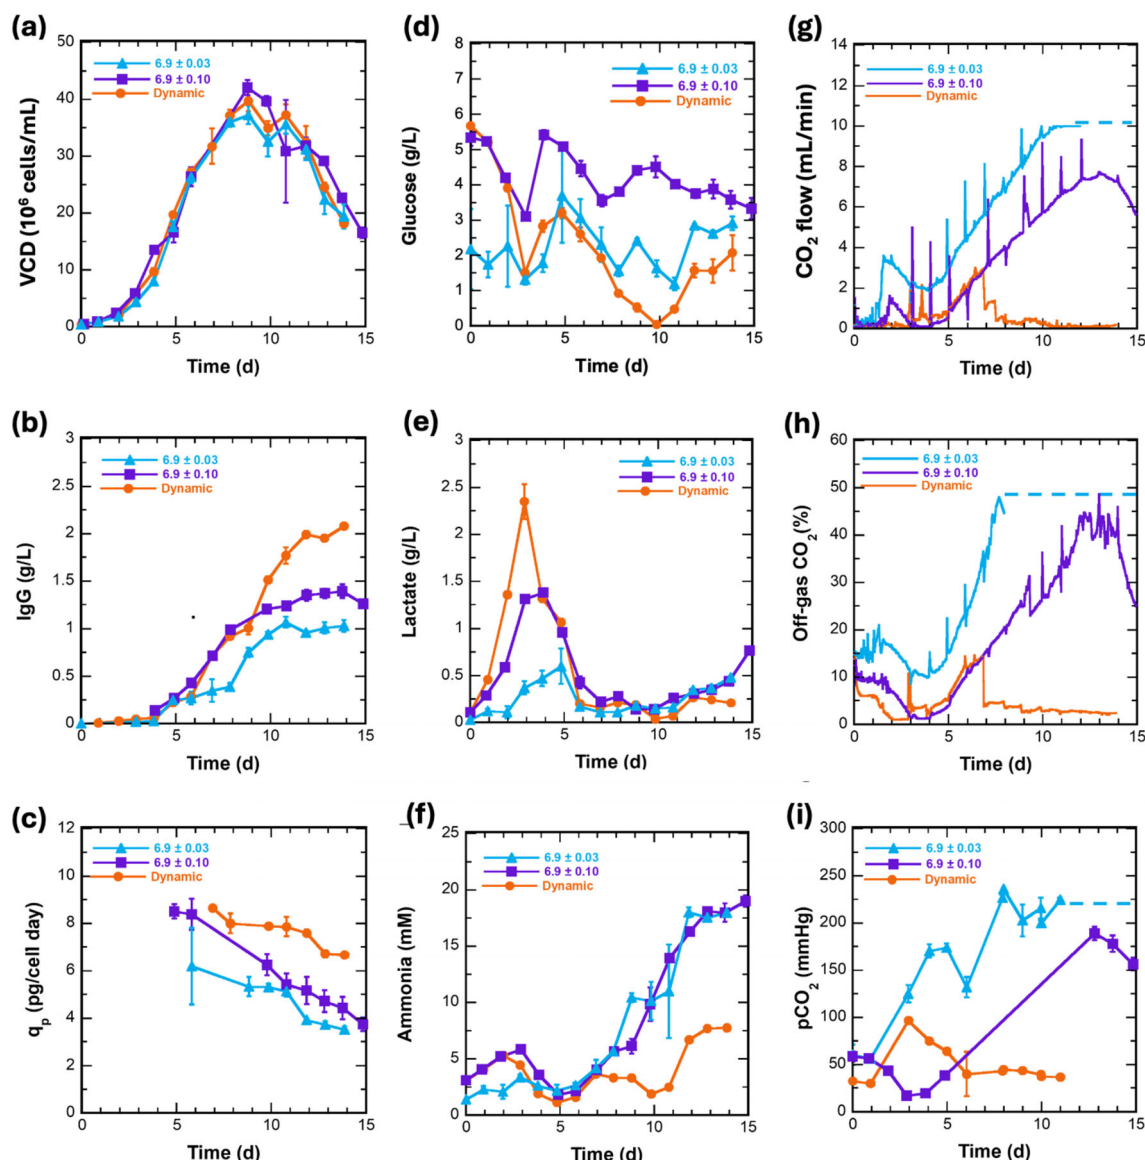 (a)
50
40
30
20
10
0
VCD (10⁶ cells/mL)
6.9 ± 0.03
6.9 ± 0.10
Dynamic
0
5
10
15
Time (d)
(d)
8
7
6
5
4
3
2
1
0
Glucose (g/L)
6.9 ± 0.03
6.9 ± 0.10
Dynamic
0
5
10
15
Time (d)
(g)
14
12
10
8
6
4
2
0
CO₂ flow (mL/min)
6.9 ± 0.03
6.9 ± 0.10
Dynamic
0
5
10
15
Time (d)
(b)
3
2.5
2
1.5
1
0.5
0
IgG (g/L)
6.9 ± 0.03
6.9 ± 0.10
Dynamic
0
5
10
15
Time (d)
(e)
3
2.5
2
1.5
1
0.5
0
Lactate (g/L)
6.9 ± 0.03
6.9 ± 0.10
Dynamic
0
5
10
15
Time (d)
(h)
60
50
40
30
20
10
0
Off-gas CO₂(%)
6.9 ± 0.03
6.9 ± 0.10
Dynamic
0
5
10
15
Time (d)
(c)
12
10
8
6
4
2
0
qₚ (pg/cell day)
6.9 ± 0.03
6.9 ± 0.10
Dynamic
0
5
10
15
Time (d)
(f)
25
20
15
10
5
0
Ammonia (mM)
6.9 ± 0.03
6.9 ± 0.10
Dynamic
0
5
10
15
Time (d)
(i)
300
250
200
150
100
50
0
pCO₂ (mmHg)
6.9 ± 0.03
6.9 ± 0.10
Dynamic
0
5
10
15
Time (d)